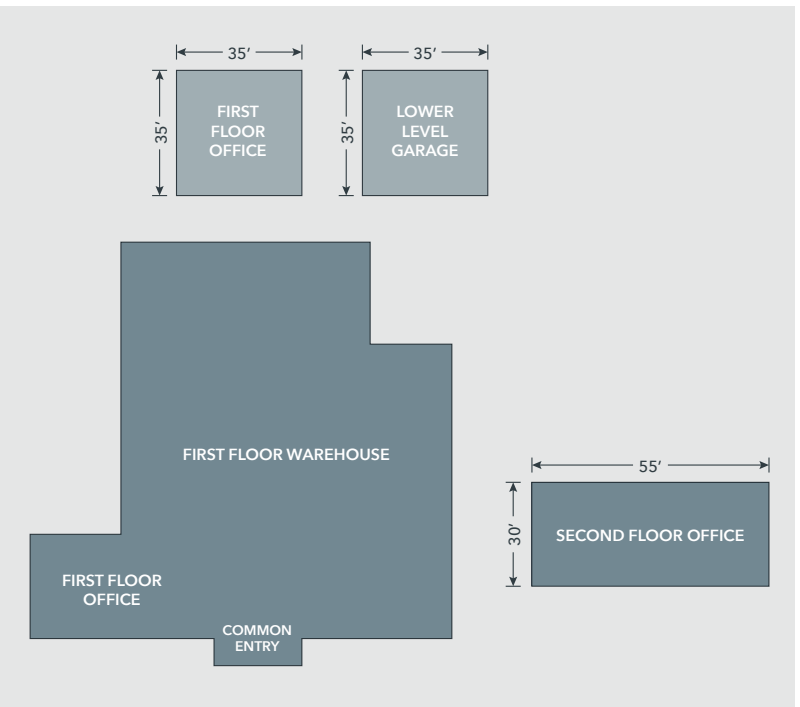 35’
35’
35’
FIRST
FLOOR
OFFICE
35’
LOWER
LEVEL
GARAGE
FIRST FLOOR WAREHOUSE
55’
30’
SECOND FLOOR OFFICE
FIRST FLOOR
OFFICE
COMMON
ENTRY